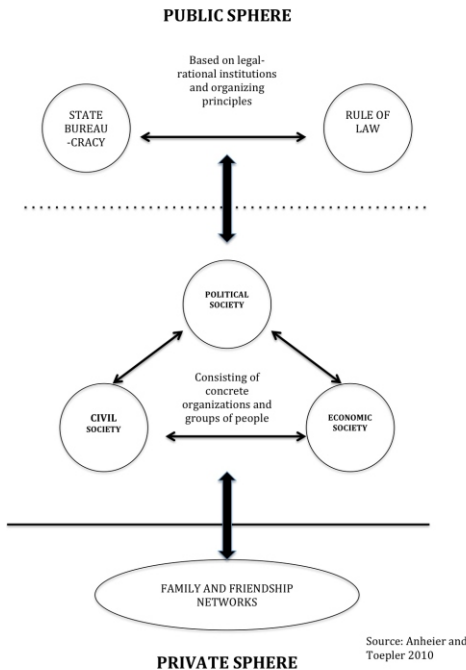 PUBLIC SPHERE
Based on legal-
rational institutions
and organizing
principles
STATE
BUREAU
-CRACY
RULE OF
LAW
POLITICAL
SOCIETY
Consisting of
concrete
organizations and
groups of people
CIVIL
SOCIETY
ECONOMIC
SOCIETY
FAMILY AND FRIENDSHIP
NETWORKS
Source: Anheier and
Toepler 2010
PRIVATE SPHERE